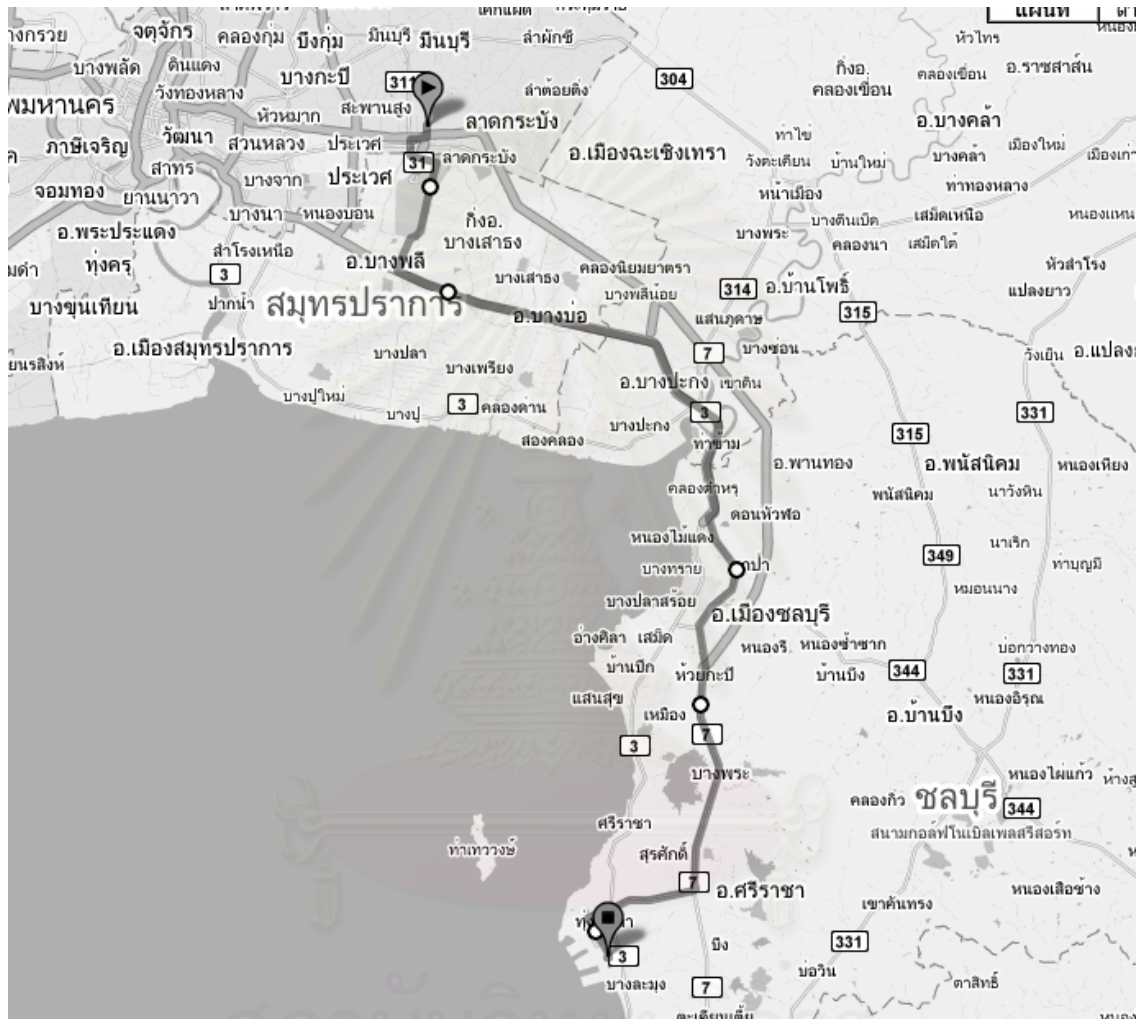 แผนที่
จตุจักร
คลองกุ่ม
บึงกุ่ม
มีนบุรี
มีนบุรี
ลำผักชี
หัวไทร
บางพลัด
ดินแดง
บางกะปิ
311
304
กิ่งอ.
คลองเขื่อน
คลองเขื่อน
อ.ราชสาส์น
วังทองหลาง
สะพานสูง
ลำต้อยติ่ง
พมหานคร
หัวหมาก
ลาดกระบัง
อ.บางคล้า
ภาษีเจริญ
วัฒนา
สวนหลวง
ประเวศ
ท่าไข่
เมืองใหม่
เมืองเก่า
สาทร
31
ลาดกระบัง
อ.เมืองฉะเชิงเทรา
วังตะเคียน
บ้านใหม่
บางคล้า
จอมทอง
ยานนาวา
บางจาก
ประเวศ
หน้าเมือง
ท่าทองหลาง
บางนา
หนองบอน
กิ่งอ.
บางเสาธง
บางตีนเป็ด
เสม็ดเหนือ
หนองแหน
อ.พระประแดง
บางพระ
คลองนา
เสม็ดใต้
สำโรงเหนือ
ทุ่งครุ
3
อ.บางพลี
บางเสาธง
คลองนิยมยาตรา
หัวสำโรง
บางขุนเทียน
ปากน้ำ
สมุทรปราการ
บางพลีน้อย
314
อ.บ้านโพธิ์
แปลงยาว
อ.บางบ่อ
แสนภูดาษ
315
อ.เมืองสมุทรปราการ
บางปลา
7
บางซ่อน
วังเย็น
อ.แปลงย
ยนรสิงห์
บางเพรียง
อ.บางปะกง
เขาดิน
บางปูใหม่
บางปู
3
คลองด่าน
บางปะกง
3
331
สองคลอง
ท่าข้าม
315
อ.พานทอง
อ.พนัสนิคม
หนองเหียง
คลองตำหรุ
พนัสนิคม
นาวังหิน
ดอนหัวฬ่อ
หนองไม้แดง
นาเริก
บางทราย
349
ท่าบุญมี
หมอนนาง
บางปลาสร้อย
อ.เมืองชลบุรี
อ่างศิลา
เสม็ด
หนองรี
หนองซ้ำซาก
บ่อกวางทอง
บ้านปึก
ห้วยกะปิ
บ้านบึง
344
331
แสนสุข
เหมือง
หนองอิรุณ
อ.บ้านบึง
3
7
บางพระ
หนองไผ่แก้ว
คลองกิ่ว
ชลบุรี
344
ศรีราชา
สนามกอล์ฟโนเบิลเพลสรีสอร์ท
ท่าเทววงษ์
สุรศักดิ์
7
อ.ศรีราชา
หนองเสือช้าง
เขาคันทรง
3
บึง
331
บางละมุง
บ่อวิน
7
ตาสิทธิ์
ตะเคียนเตี้ย